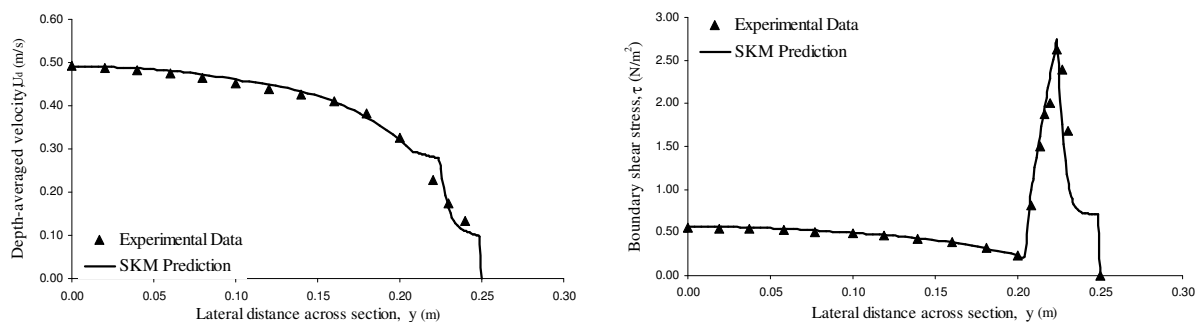 0.60
0.40
0.30
0.20
0.10
0.00
Depth-averaged velocity,Ud (m/s)
Experimental Data
SKM Prediction
0.00 0.05 0.10 0.15 0.20 0.25 0.30
Lateral distance across section, y (m)
3.00
2.50
2.00
1.50
1.00
0.50
0.00
Boundary shear stress, τ (N/m²)
Experimental Data
SKM Prediction
0.00 0.05 0.10 0.15 0.20 0.25 0.30
Lateral distance across section, y (m)